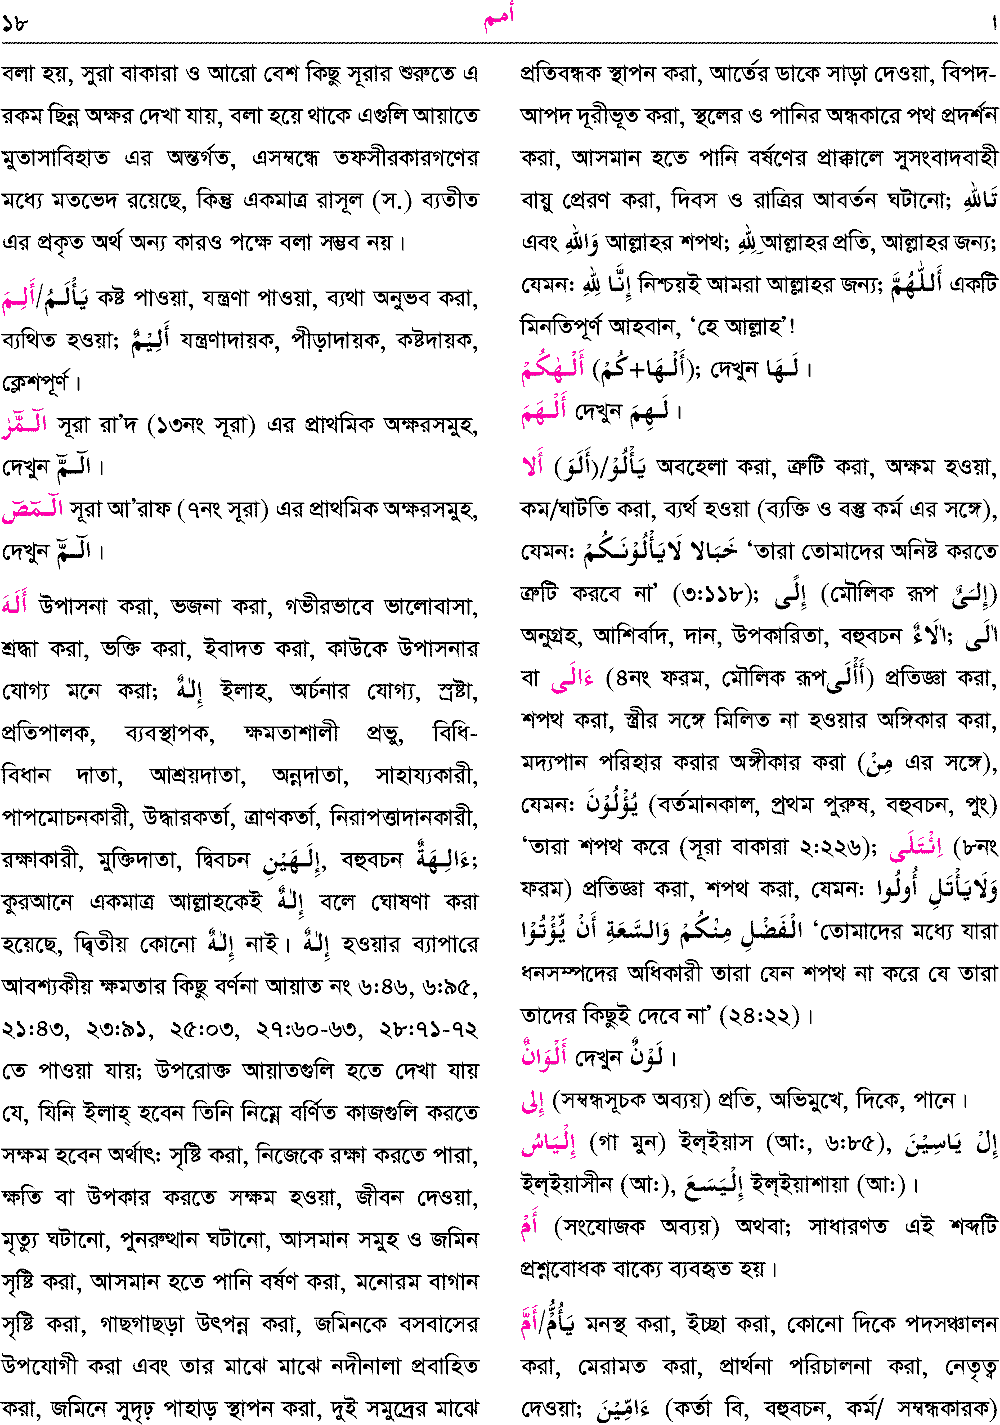 ১৮ أمم ا
বলা হয়, সুরা বাকারা ও আরো বেশ কিছু সূরার শুরুতে এ
রকম ছিন্ন অক্ষর দেখা যায়, বলা হয়ে থাকে এগুলি আয়াতে
মুতাসাবিহাত এর অন্তর্গত, এসম্বন্ধে তফসীরকারগণের
মধ্যে মতভেদ রয়েছে, কিন্তু একমাত্র রাসূল (স.) ব্যতীত
এর প্রকৃত অর্থ অন্য কারও পক্ষে বলা সম্ভব নয়।
أَلِمَ/يَأْلَمُ কষ্ট পাওয়া, যন্ত্রণা পাওয়া, ব্যথা অনুভব করা,
ব্যথিত হওয়া; أَلِيْمٌ যন্ত্রণাদায়ক, পীড়াদায়ক, কষ্টদায়ক,
ক্লেশপূর্ণ।
الٓمّٓرٰ সূরা রা’দ (১৩নং সূরা) এর প্রাথমিক অক্ষরসমুহ,
দেখুন الٓمّٓ।
الٓمّٓصٓ সূরা আ’রাফ (৭নং সূরা) এর প্রাথমিক অক্ষরসমুহ,
দেখুন الٓمّٓ।
أَلَهَ উপাসনা করা, ভজনা করা, গভীরভাবে ভালোবাসা,
শ্রদ্ধা করা, ভক্তি করা, ইবাদত করা, কাউকে উপাসনার
যোগ্য মনে করা; إِلٰهٌ ইলাহ, অর্চনার যোগ্য, স্রষ্টা,
প্রতিপালক, ব্যবস্থাপক, ক্ষমতাশালী প্রভু, বিধি-
বিধান দাতা, আশ্রয়দাতা, অন্নদাতা, সাহায্যকারী,
পাপমোচনকারী, উদ্ধারকর্তা, ত্রাণকর্তা, নিরাপত্তাদানকারী,
রক্ষাকারী, মুক্তিদাতা, দ্বিবচন إِلٰهَيْنِ, বহুবচন ءَالِهَةٌ;
কুরআনে একমাত্র আল্লাহকেই إِلٰهٌ বলে ঘোষণা করা
হয়েছে, দ্বিতীয় কোনো إِلٰهٌ নাই। إِلٰهٌ হওয়ার ব্যাপারে
আবশ্যকীয় ক্ষমতার কিছু বর্ণনা আয়াত নং ৬:৪৬, ৬:৯৫,
২১:৪৩, ২৩:৯১, ২৫:০৩, ২৭:৬০-৬৩, ২৮:৭১-৭২
তে পাওয়া যায়; উপরোক্ত আয়াতগুলি হতে দেখা যায়
যে, যিনি ইলাহ্ হবেন তিনি নিম্নে বর্ণিত কাজগুলি করতে
সক্ষম হবেন অর্থাৎ: সৃষ্টি করা, নিজেকে রক্ষা করতে পারা,
ক্ষতি বা উপকার করতে সক্ষম হওয়া, জীবন দেওয়া,
মৃত্যু ঘটানো, পুনরুত্থান ঘটানো, আসমান সমুহ ও জমিন
সৃষ্টি করা, আসমান হতে পানি বর্ষণ করা, মনোরম বাগান
সৃষ্টি করা, গাছগাছড়া উৎপন্ন করা, জমিনকে বসবাসের
উপযোগী করা এবং তার মাঝে মাঝে নদীনালা প্রবাহিত
করা, জমিনে সুদৃঢ় পাহাড় স্থাপন করা, দুই সমুদ্রের মাঝে
প্রতিবন্ধক স্থাপন করা, আর্তের ডাকে সাড়া দেওয়া, বিপদ-
আপদ দূরীভূত করা, স্থলের ও পানির অন্ধকারে পথ প্রদর্শন
করা, আসমান হতে পানি বর্ষণের প্রাক্কালে সুসংবাদবাহী
বায়ু প্রেরণ করা, দিবস ও রাত্রির আবর্তন ঘটানো; تَاللهِ
এবং وَاللهِ আল্লাহর শপথ; لِلّٰهِ আল্লাহর প্রতি, আল্লাহর জন্য;
যেমন: إِنَّا لِلّٰهِ নিশ্চয়ই আমরা আল্লাহর জন্য; أَللّٰهُمَّ একটি
মিনতিপূর্ণ আহবান, ‘হে আল্লাহ’!
أَلْهٰكُمْ (أَلْهَا+كُمْ); দেখুন لَهَا।
أَلْهَمَ দেখুন لَهِمَ।
أَلَا (أَلَوَ)/يَأْلُوْ অবহেলা করা, ত্রুটি করা, অক্ষম হওয়া,
কম/ঘাটতি করা, ব্যর্থ হওয়া (ব্যক্তি ও বস্তু কর্ম এর সঙ্গে),
যেমন: لَايَأْلُوْنَكُمْ خَبَالا ‘তারা তোমাদের অনিষ্ট করতে
ত্রুটি করবে না’ (৩:১১৮); إِلًى (মৌলিক রূপ إِلَيٌ)
অনুগ্রহ, আশির্বাদ, দান, উপকারিতা, বহুবচন اٰلَاءٌ; اٰلَى
বা ءَالَى (৪নং ফরম, মৌলিক রূপ أَأْلَى) প্রতিজ্ঞা করা,
শপথ করা, স্ত্রীর সঙ্গে মিলিত না হওয়ার অঙ্গিকার করা,
মদ্যপান পরিহার করার অঙ্গীকার করা (مِنْ এর সঙ্গে),
যেমন: يُؤْلُوْنَ (বর্তমানকাল, প্রথম পুরুষ, বহুবচন, পুং)
‘তারা শপথ করে (সূরা বাকারা ২:২২৬); اِئْتَلَى (৮নং
ফরম) প্রতিজ্ঞা করা, শপথ করা, যেমন: وَلَايَأْتَلِ أُولُوا
الْفَضْلِ مِنْكُمْ وَالسَّعَةِ أَنْ يُّؤْتُوْا ‘তোমাদের মধ্যে যারা
ধনসম্পদের অধিকারী তারা যেন শপথ না করে যে তারা
তাদের কিছুই দেবে না’ (২৪:২২)।
أَلْوَانٌ দেখুন لَوْنٌ।
إِلَى (সম্বন্ধসূচক অব্যয়) প্রতি, অভিমুখে, দিকে, পানে।
إِلْيَاسُ (গা মুন) ইল্ইয়াস (আ:, ৬:৮৫), إِلْ يَاسِيْنَ
ইল্ইয়াসীন (আ:), إِلْيَسَعَ ইল্ইয়াশায়া (আ:)।
أَمْ (সংযোজক অব্যয়) অথবা; সাধারণত এই শব্দটি
প্রশ্নবোধক বাক্যে ব্যবহৃত হয়।
أَمَّ/يَأُمُّ মনস্থ করা, ইচ্ছা করা, কোনো দিকে পদসঞ্চালন
করা, মেরামত করা, প্রার্থনা পরিচালনা করা, নেতৃত্ব
দেওয়া; ءَامِّيْنَ (কর্তা বি, বহুবচন, কর্ম/ সম্বন্ধকারক)